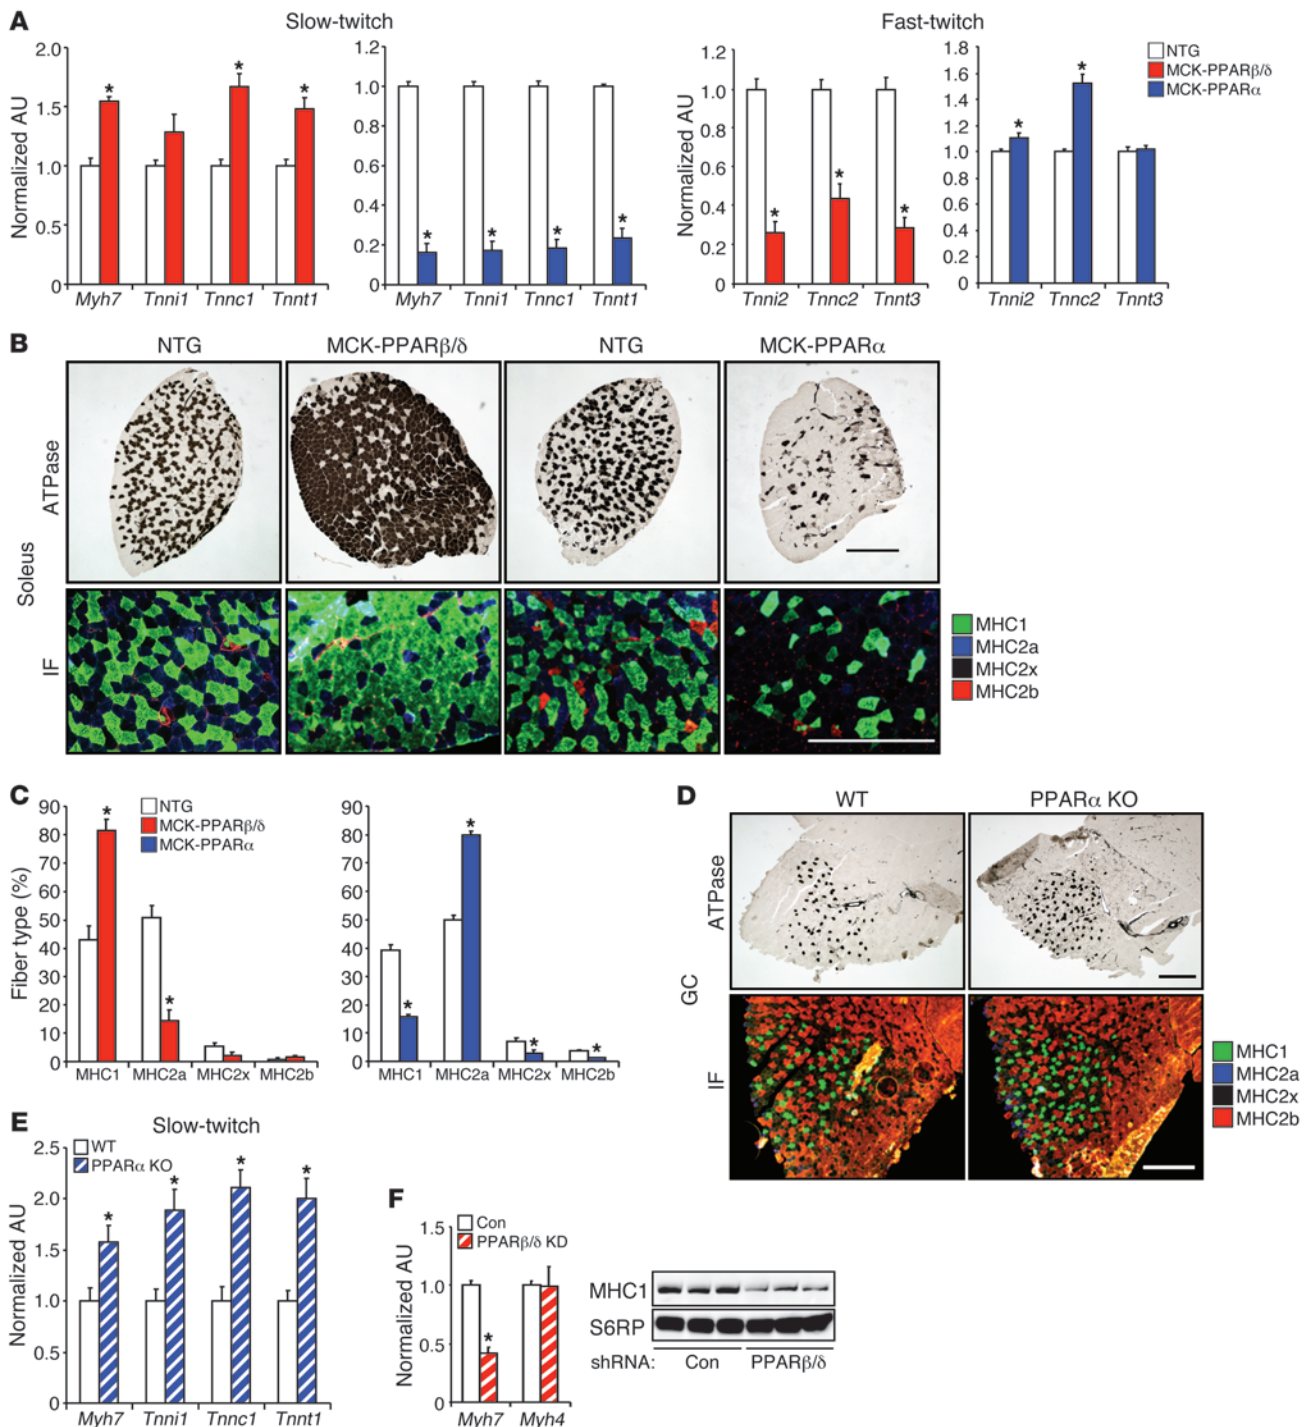 A
Slow-twitch
Fast-twitch
Normalized AU
2.0
1.5
1.0
0.5
0
* * *
Myh7 Tnni1 Tnnc1 Tnnt1
1.2
1.0
0.8
0.6
0.4
0.2
0
* * * *
Myh7 Tnni1 Tnnc1 Tnnt1
Normalized AU
1.2
1.0
0.8
0.6
0.4
0.2
0
* * *
Tnni2 Tnnc2 Tnnt3
1.8
1.6
1.4
1.2
1.0
0.8
0.6
0.4
0.2
0
* *
Tnni2 Tnnc2 Tnnt3
NTG
MCK-PPARβ/δ
MCK-PPARα
B
NTG MCK-PPARβ/δ NTG MCK-PPARα
Soleus
ATPase
IF
MHC1
MHC2a
MHC2x
MHC2b
C
Fiber type (%)
90
80
70
60
50
40
30
20
10
0
* *
MHC1 MHC2a MHC2x MHC2b
NTG
MCK-PPARβ/δ
MCK-PPARα
90
80
70
60
50
40
30
20
10
0
* * * *
MHC1 MHC2a MHC2x MHC2b
D
WT PPARα KO
GC
ATPase
IF
MHC1
MHC2a
MHC2x
MHC2b
E
Slow-twitch
WT
PPARα KO
Normalized AU
2.5
2.0
1.5
1.0
0.5
0
* * * *
Myh7 Tnni1 Tnnc1 Tnnt1
F
Con
PPARβ/δ KD
Normalized AU
1.5
1.0
0.5
0
*
Myh7 Myh4
MHC1
S6RP
shRNA: Con PPARβ/δ